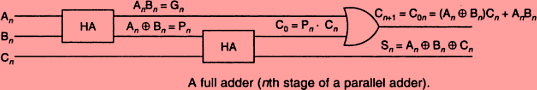 AₙBₙ = Gₙ
Aₙ
HA
Bₙ
Aₙ ⊕ Bₙ = Pₙ
C₀ = Pₙ · Cₙ
Cₙ₊₁ = C₀ₙ = (Aₙ ⊕ Bₙ)Cₙ + AₙBₙ
HA
Sₙ = Aₙ ⊕ Bₙ ⊕ Cₙ
Cₙ
A full adder (nth stage of a parallel adder).